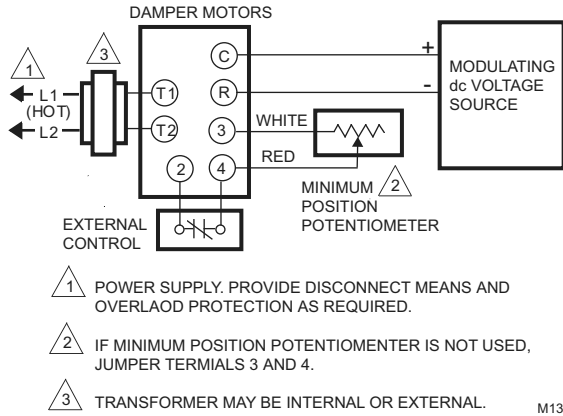 DAMPER MOTORS
1
3
L1
(HOT)
L2
T1
T2
C
R
3
2
4
+
-
WHITE
RED
MODULATING
dc VOLTAGE
SOURCE
MINIMUM 2
POSITION
POTENTIOMETER
EXTERNAL
CONTROL
1 POWER SUPPLY. PROVIDE DISCONNECT MEANS AND
OVERLAOD PROTECTION AS REQUIRED.
2 IF MINIMUM POSITION POTENTIOMENTER IS NOT USED,
JUMPER TERMIALS 3 AND 4.
3 TRANSFORMER MAY BE INTERNAL OR EXTERNAL.
M13